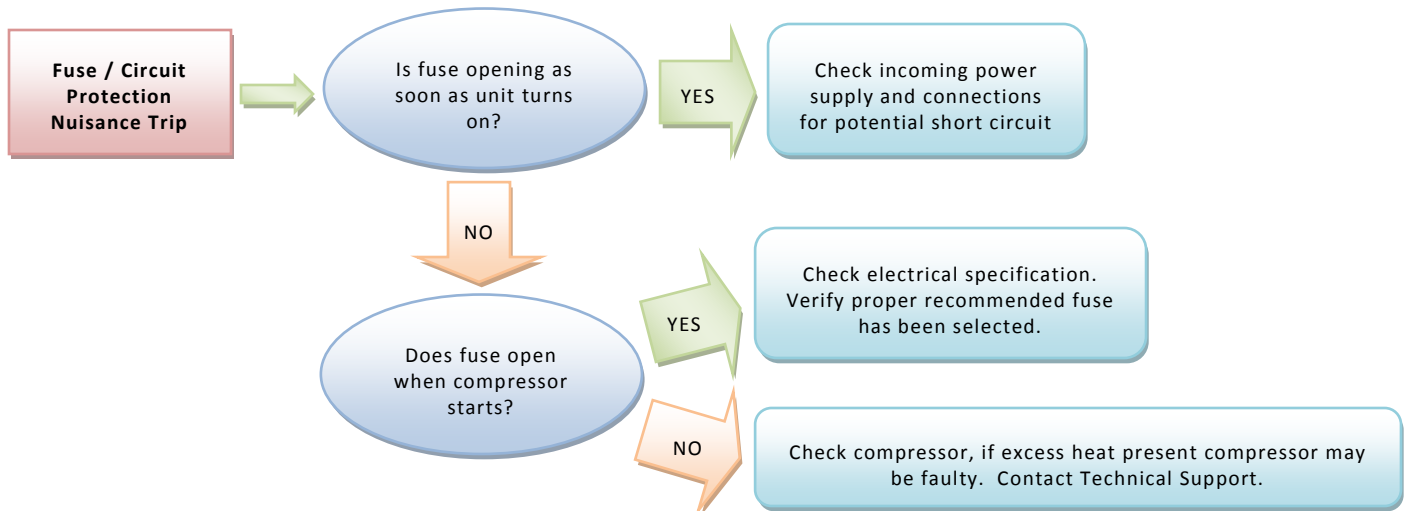 Fuse / Circuit
Protection
Nuisance Trip
Is fuse opening as
soon as unit turns
on?
YES
Check incoming power
supply and connections
for potential short circuit
NO
Does fuse open
when compressor
starts?
YES
Check electrical specification.
Verify proper recommended fuse
has been selected.
NO
Check compressor, if excess heat present compressor may
be faulty.  Contact Technical Support.